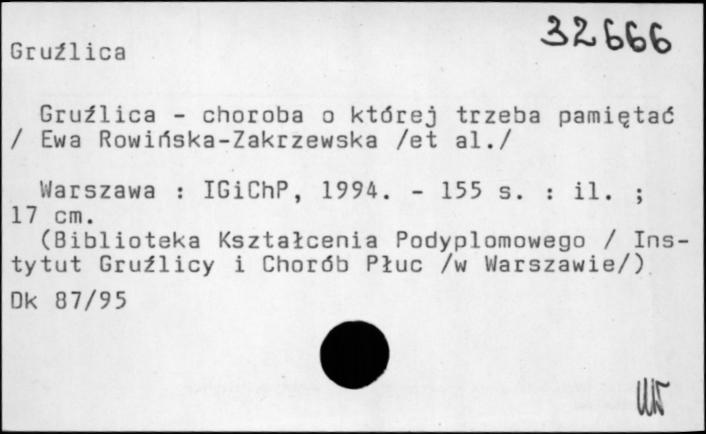 32666
Gruźlica
Gruźlica - choroba o której trzeba pamiętać
/ Ewa Rowińska-Zakrzewska /et al./
Warszawa : IGiChP, 1994. - 155 s. : il. ;
17 cm.
(Biblioteka Kształcenia Podyplomowego / Ins-
tytut Gruźlicy i Chorób Płuc /w Warszawie/)
Dk 87/95